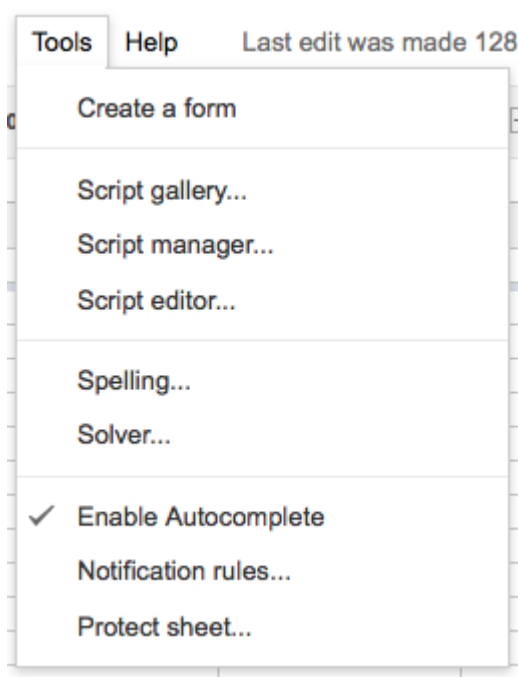 Tools Help Last edit was made 128
Create a form
Script gallery...
Script manager...
Script editor...
Spelling...
Solver...
Enable Autocomplete
Notification rules...
Protect sheet...